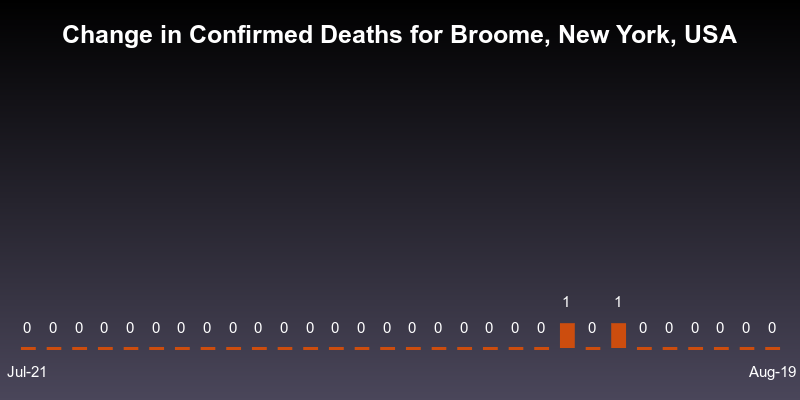 Change in Confirmed Deaths for Broome, New York, USA
1 1
0 0 0 0 0 0 0 0 0 0 0 0 0 0 0 0 0 0 0 0 0 0 0 0 0 0 0 0
Jul-21 Aug-19